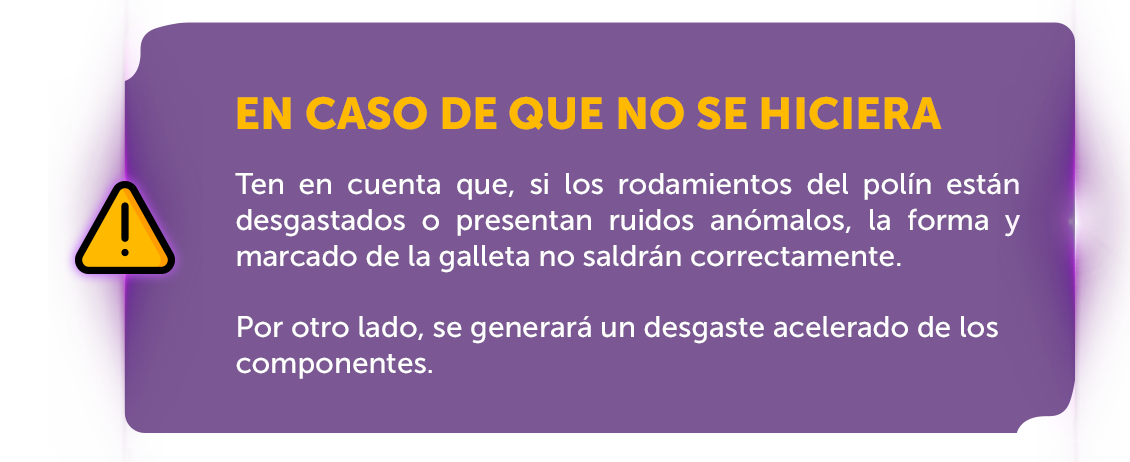 EN CASO DE QUE NO SE HICIERA
Ten en cuenta que, si los rodamientos del polín están
desgastados o presentan ruidos anómalos, la forma y
marcado de la galleta no saldrán correctamente.
Por otro lado, se generará un desgaste acelerado de los
componentes.